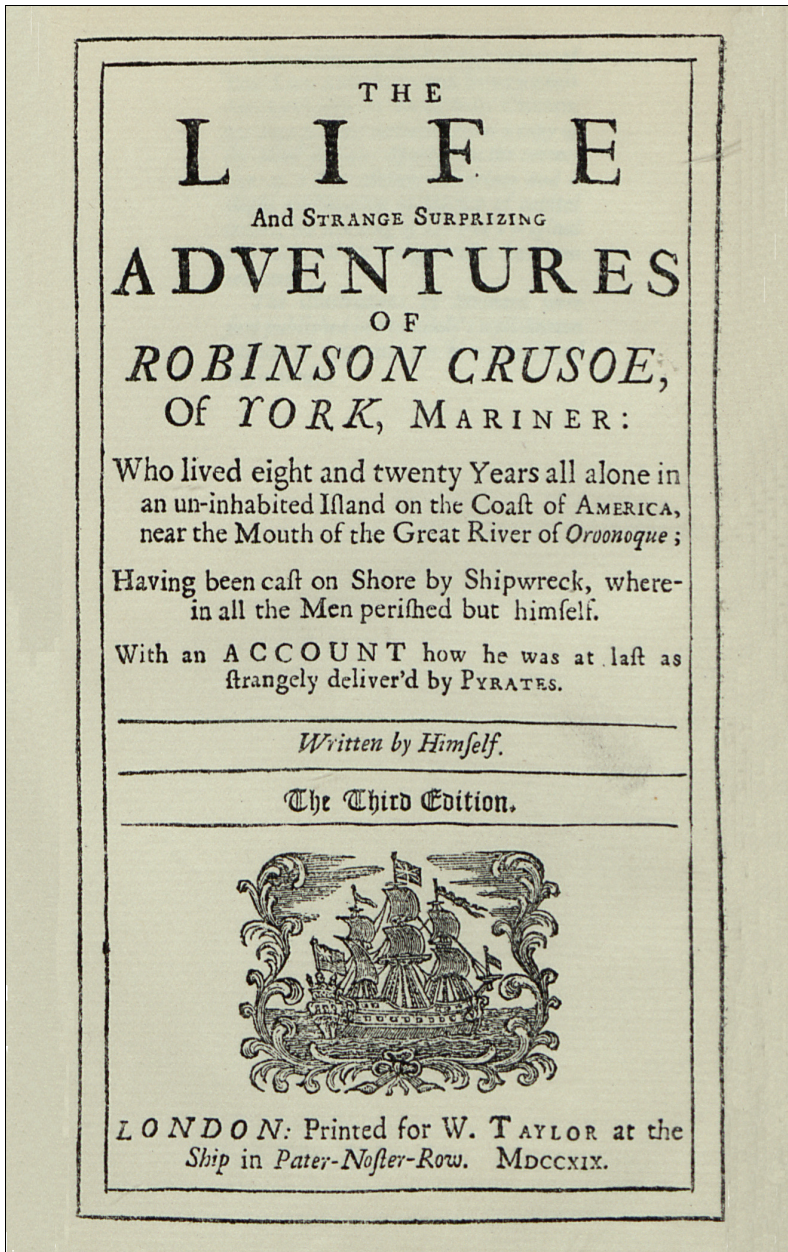 THE
LIFE
And STRANGE SURPRIZING
ADVENTURES
OF
ROBINSON CRUSOE,
Of YORK, MARINER:
Who lived eight and twenty Years all alone in
an un-inhabited Iſland on the Coaſt of AMERICA,
near the Mouth of the Great River of Oroonoque;
Having been caſt on Shore by Shipwreck, where-
in all the Men periſhed but himſelf.
With an ACCOUNT how he was at laſt as
ſtrangely deliver'd by PYRATES.
Written by Himſelf.
The Third Edition.
LONDON: Printed for W. TAYLOR at the
Ship in Pater-Noſter-Row. MDCCXIX.